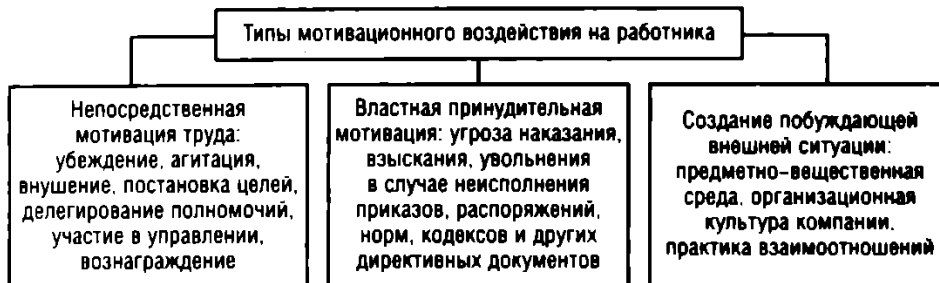 Типы мотивационного воздействия на работника
Непосредственная
мотивация труда:
убеждение, агитация,
внушение, постановка целей,
делегирование полномочий,
участие в управлении,
вознаграждение
Властная принудительная
мотивация: угроза наказания,
взыскания, увольнения
в случае неисполнения
приказов, распоряжений,
норм, кодексов и других
директивных документов
Создание побуждающей
внешней ситуации:
предметно-вещественная
среда, организационная
культура компании,
практика взаимоотношений